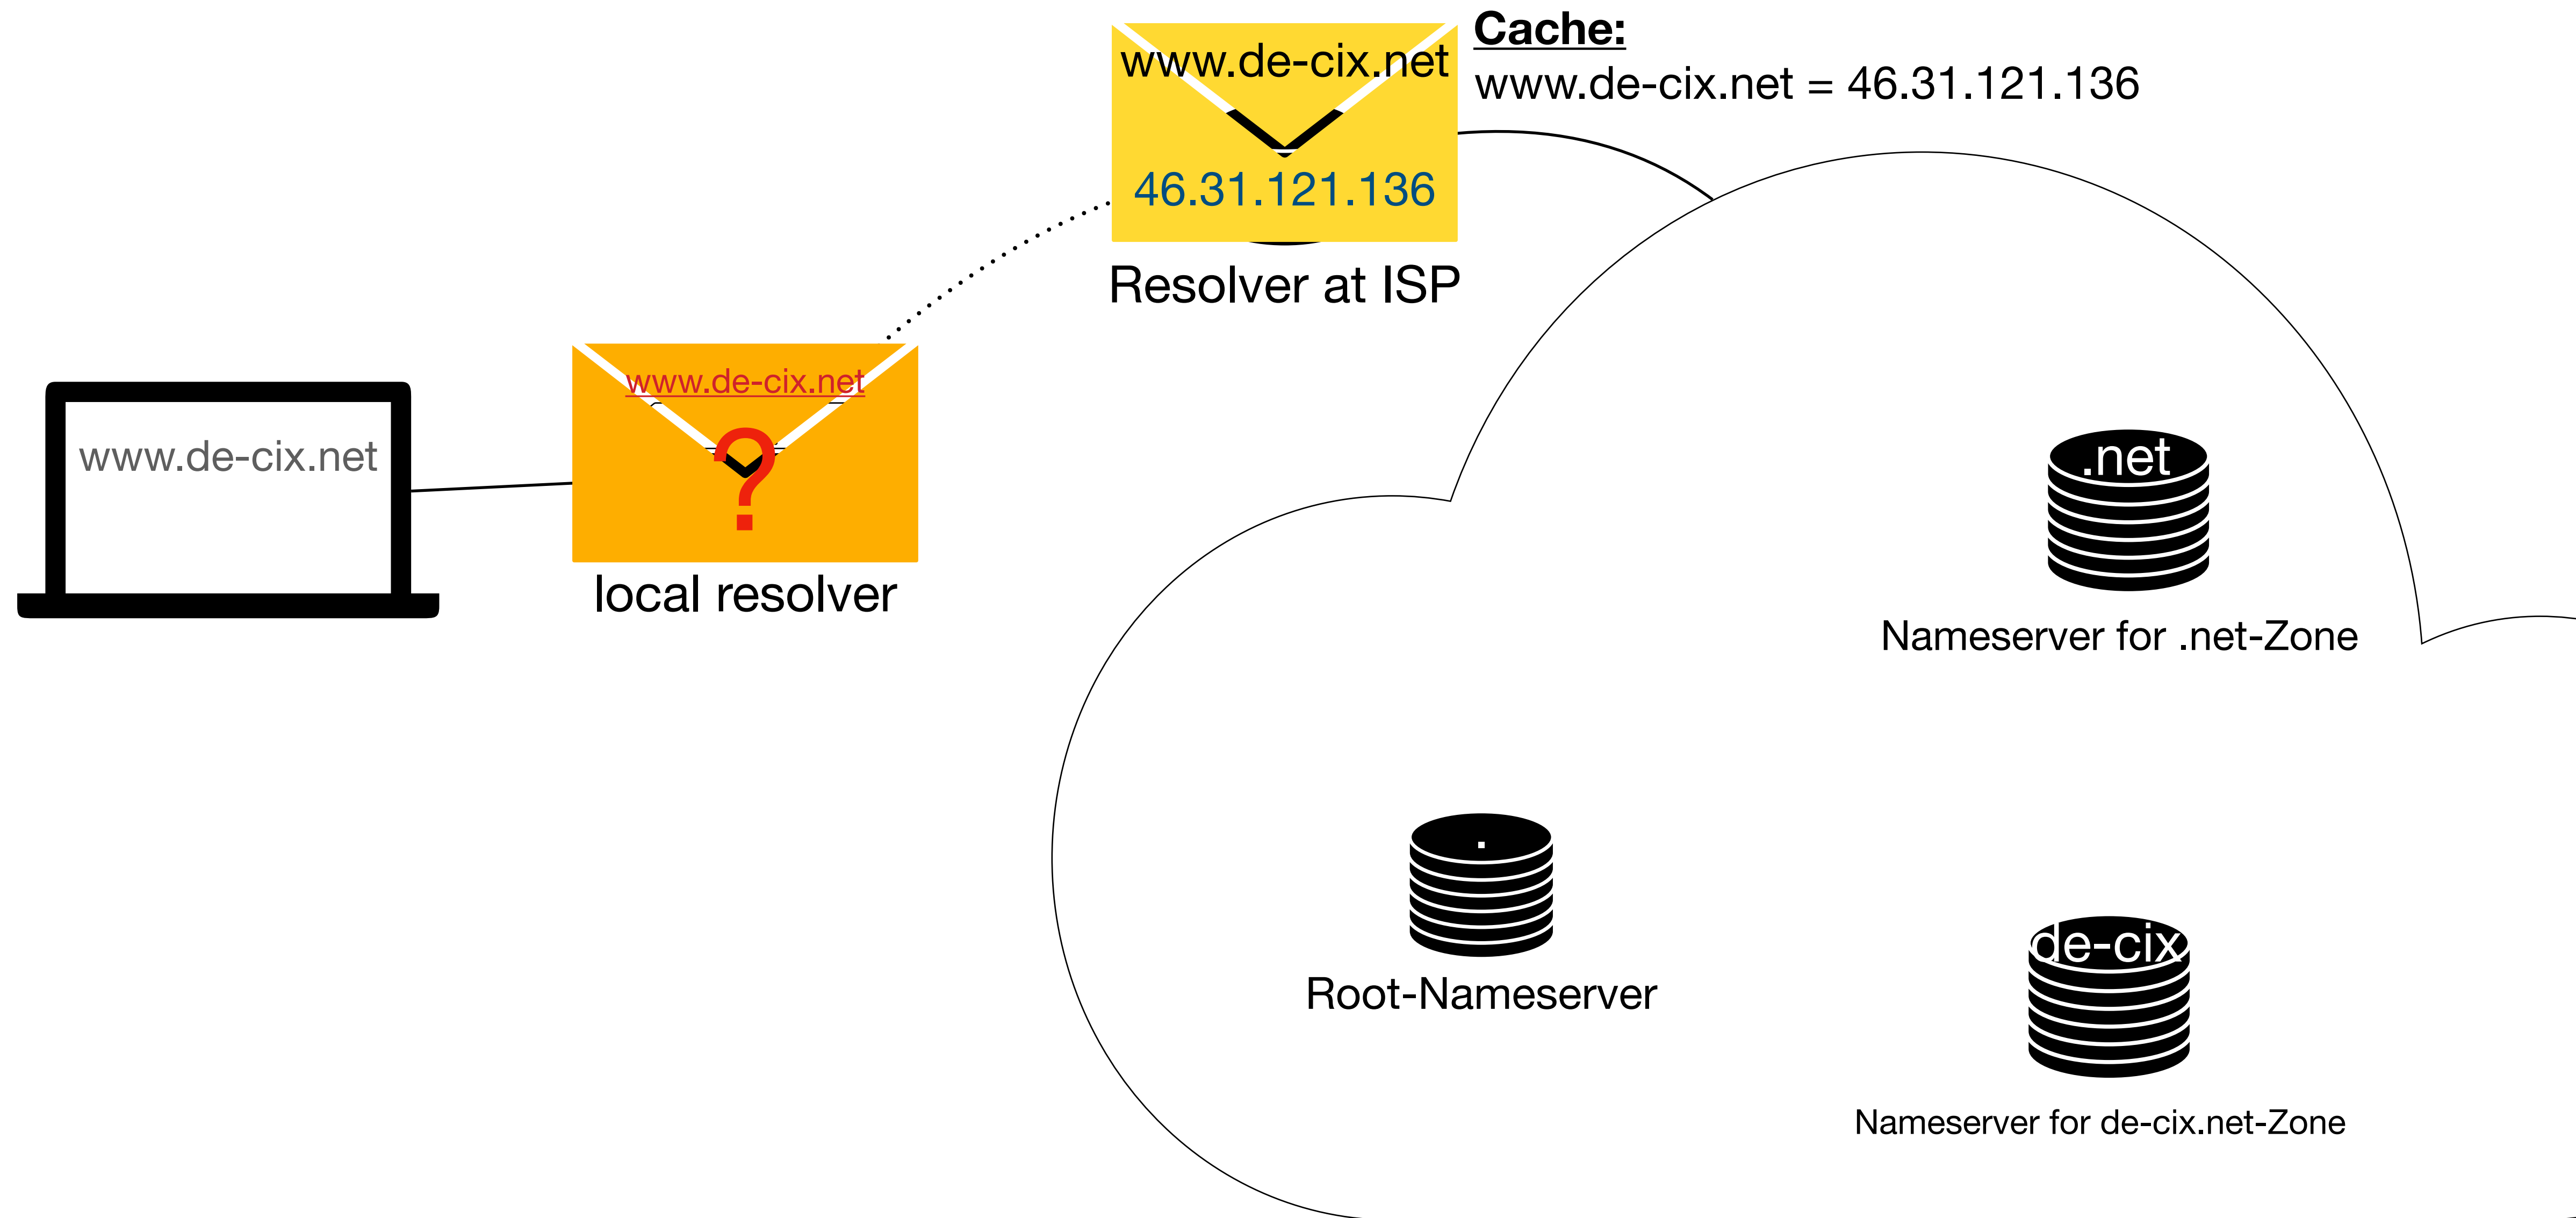 Cache:
www.de-cix.net = 46.31.121.136
www.de-cix.net
46.31.121.136
Resolver at ISP
www.de-cix.net
?
local resolver
www.de-cix.net
.net
Nameserver for .net-Zone
.
Root-Nameserver
de-cix
Nameserver for de-cix.net-Zone